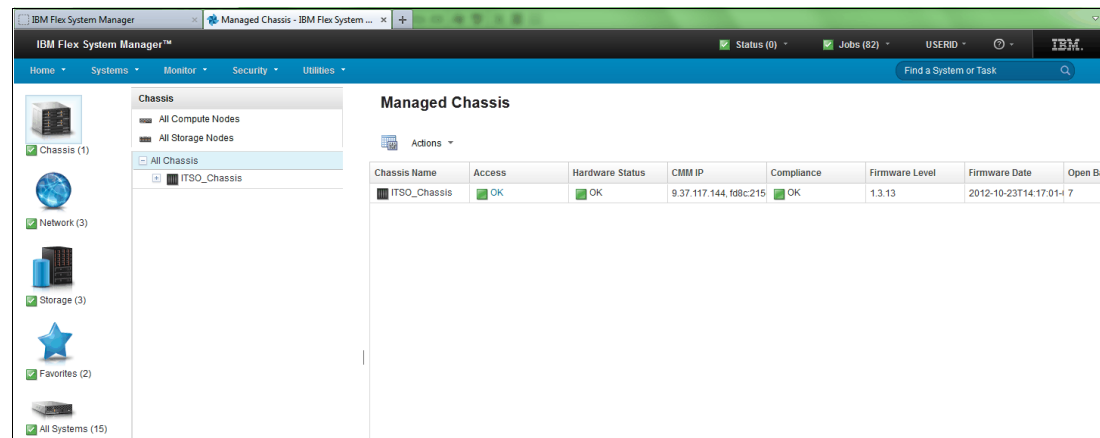 IBM Flex System Manager
Managed Chassis - IBM Flex System ...
IBM Flex System Manager™
Status (0)
Jobs (82)
USERID
IBM.
Home
Systems
Monitor
Security
Utilities
Find a System or Task
Chassis (1)
Network (3)
Storage (3)
Favorites (2)
All Systems (15)
Chassis
All Compute Nodes
All Storage Nodes
All Chassis
ITSO_Chassis
Managed Chassis
Actions
Chassis Name Access Hardware Status CMM IP Compliance Firmware Level Firmware Date Open B
ITSO_Chassis OK OK 9.37.117.144, fd8c:215 OK 1.3.13 2012-10-23T14:17:01- 7